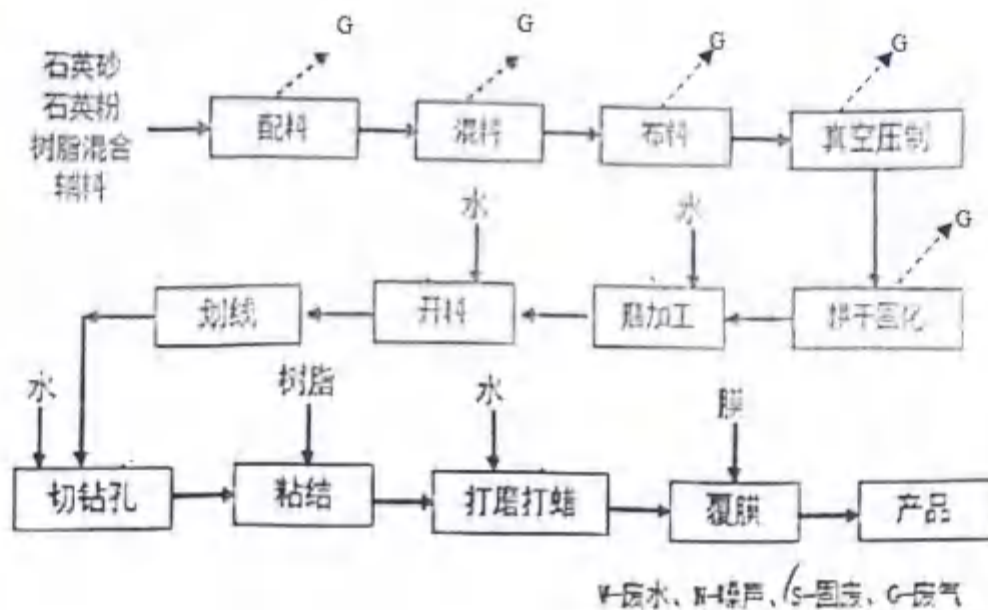 G
G
G
G
石英砂
石英粉
树脂混合
辅料
配料
混料
布料
真空压制
水
水
G
划线
开料
磨加工
烘干固化
水
树脂
水
膜
切钻孔
粘结
打磨打蜡
覆膜
产品
W-废水、N-噪声、S-固废、G-废气